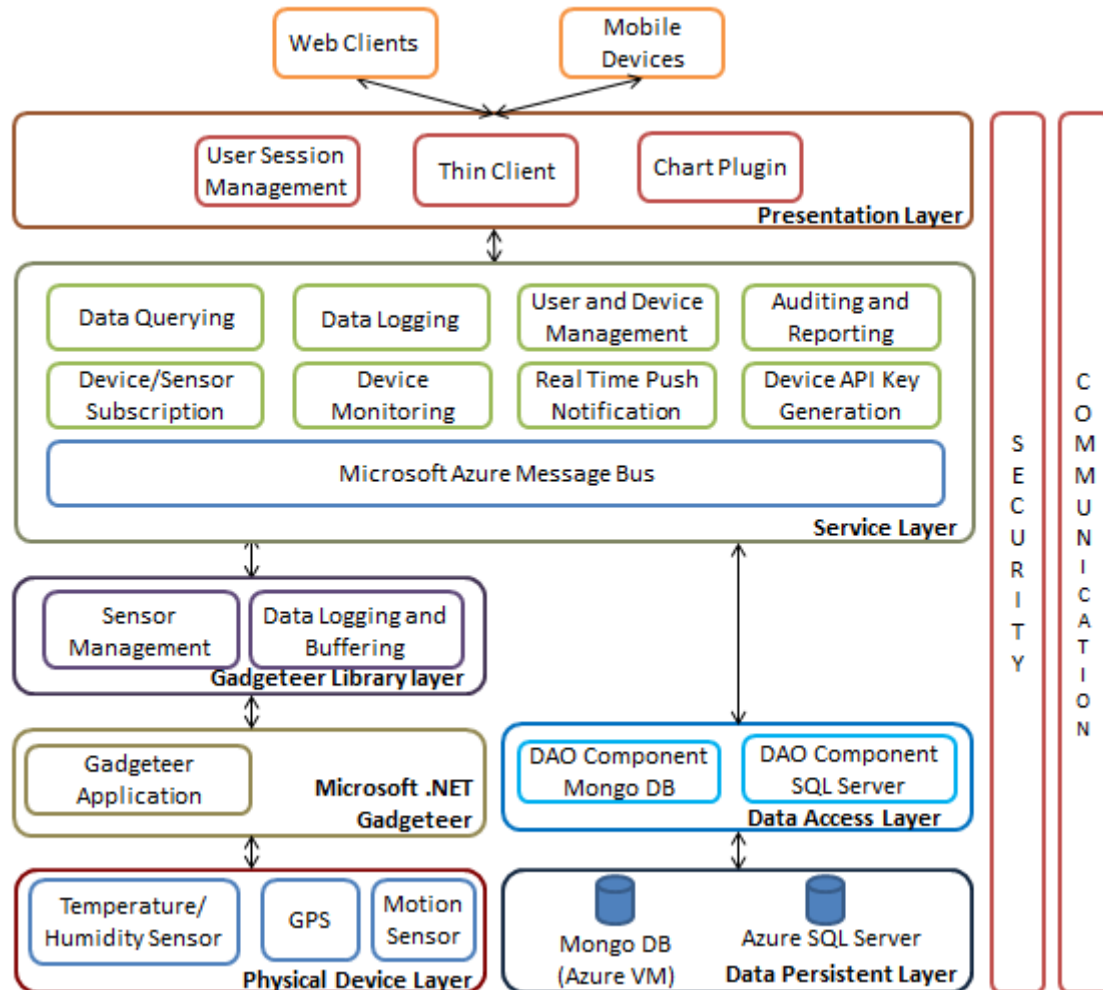 Web Clients
Mobile
Devices
User Session
Management
Thin Client
Chart Plugin
Presentation Layer
Data Querying
Data Logging
User and Device
Management
Auditing and
Reporting
Device/Sensor
Subscription
Device
Monitoring
Real Time Push
Notification
Device API Key
Generation
Microsoft Azure Message Bus
Service Layer
Sensor
Management
Data Logging and
Buffering
Gadgeteer Library layer
Gadgeteer
Application
Microsoft .NET
Gadgeteer
DAO Component
Mongo DB
DAO Component
SQL Server
Data Access Layer
Temperature/
Humidity Sensor
GPS
Motion
Sensor
Physical Device Layer
Mongo DB
(Azure VM)
Azure SQL Server
Data Persistent Layer
SECURITY
COMMUNICATION